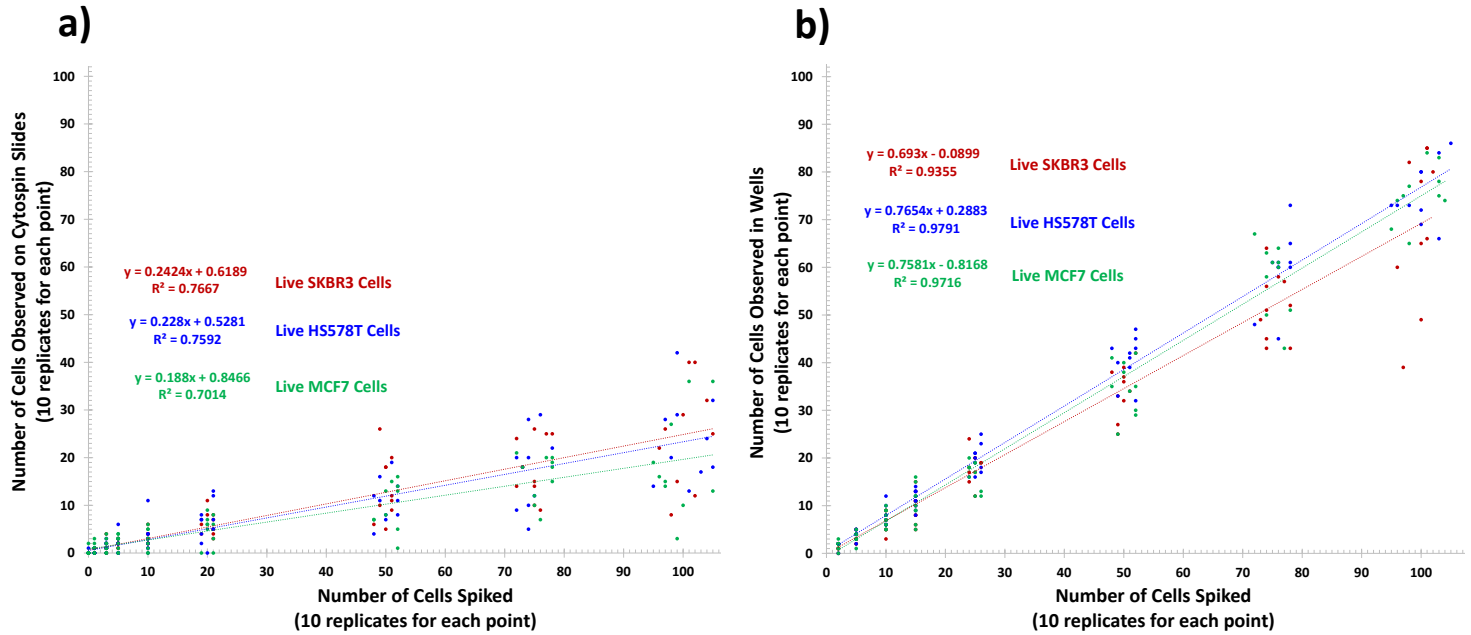 a)
Number of Cells Observed on Cytospin Slides
(10 replicates for each point)
100
90
80
70
60
50
40
30
20
10
0
y = 0.2424x + 0.6189
R² = 0.7667
Live SKBR3 Cells
y = 0.228x + 0.5281
R² = 0.7592
Live HS578T Cells
y = 0.188x + 0.8466
R² = 0.7014
Live MCF7 Cells
0 10 20 30 40 50 60 70 80 90 100
Number of Cells Spiked
(10 replicates for each point)
b)
Number of Cells Observed in Wells
(10 replicates for each point)
100
90
80
70
60
50
40
30
20
10
0
y = 0.693x - 0.0899
R² = 0.9355
Live SKBR3 Cells
y = 0.7654x + 0.2883
R² = 0.9791
Live HS578T Cells
y = 0.7581x - 0.8168
R² = 0.9716
Live MCF7 Cells
0 10 20 30 40 50 60 70 80 90 100
Number of Cells Spiked
(10 replicates for each point)